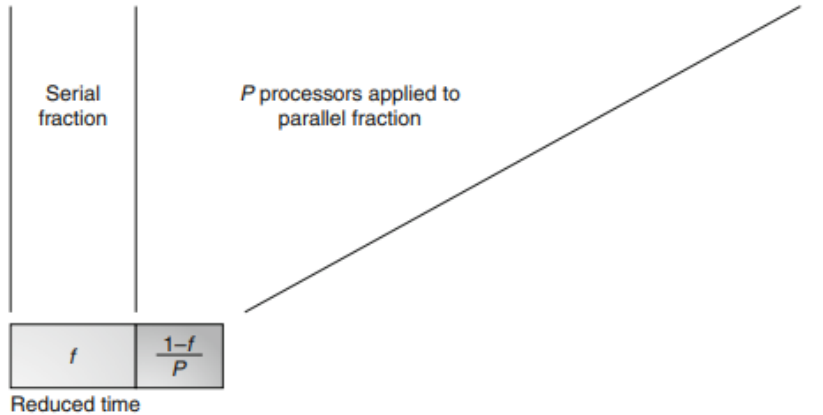 Serial
fraction
P processors applied to
parallel fraction
f
1–f
P
Reduced time